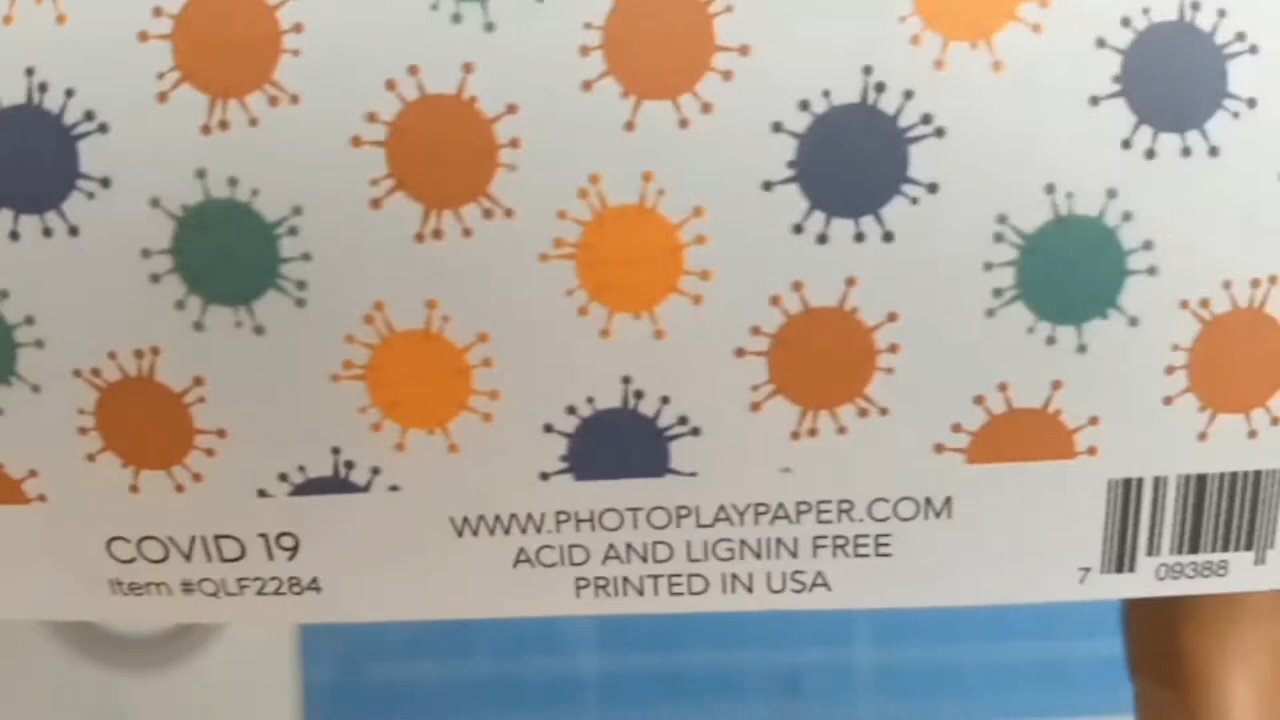 COVID 19
Item #QLF2284
WWW.PHOTOPLAYPAPER.COM
ACID AND LIGNIN FREE
PRINTED IN USA
7 09388